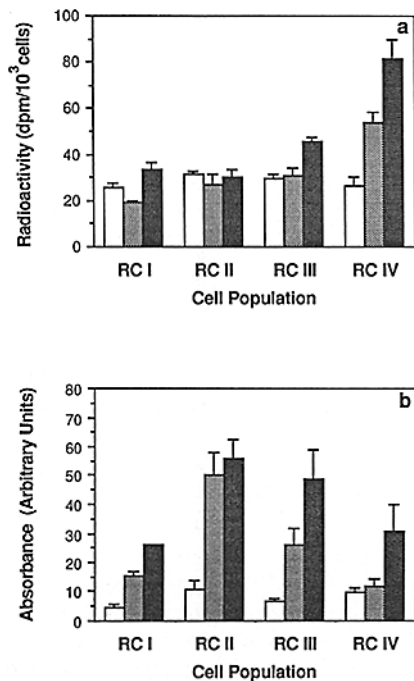 a
Radioactivity (dpm/10³cells)
100
80
60
40
20
0
RC I RC II RC III RC IV
Cell Population
b
Absorbance (Arbitrary Units)
80
70
60
50
40
30
20
10
0
RC I RC II RC III RC IV
Cell Population